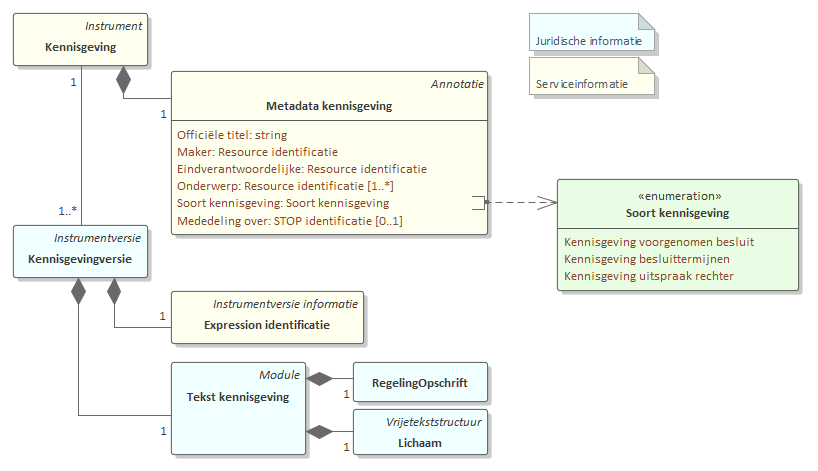 Instrument
Kennisgeving
Juridische informatie
Serviceinformatie
1
1
Annotatie
Metadata kennisgeving
Officiële titel: string
Maker: Resource identificatie
Eindverantwoordelijke: Resource identificatie
Onderwerp: Resource identificatie [1..*]
Soort kennisgeving: Soort kennisgeving
Mededeling over: STOP identificatie [0..1]
«enumeration»
Soort kennisgeving
Kennisgeving voorgenomen besluit
Kennisgeving besluittermijnen
Kennisgeving uitspraak rechter
1..*
Instrumentversie
Kennisgevingversie
1
Instrumentversie informatie
Expression identificatie
1
Module
Tekst kennisgeving
1
RegelingOpschrift
1
Vrijetekststructuur
Lichaam